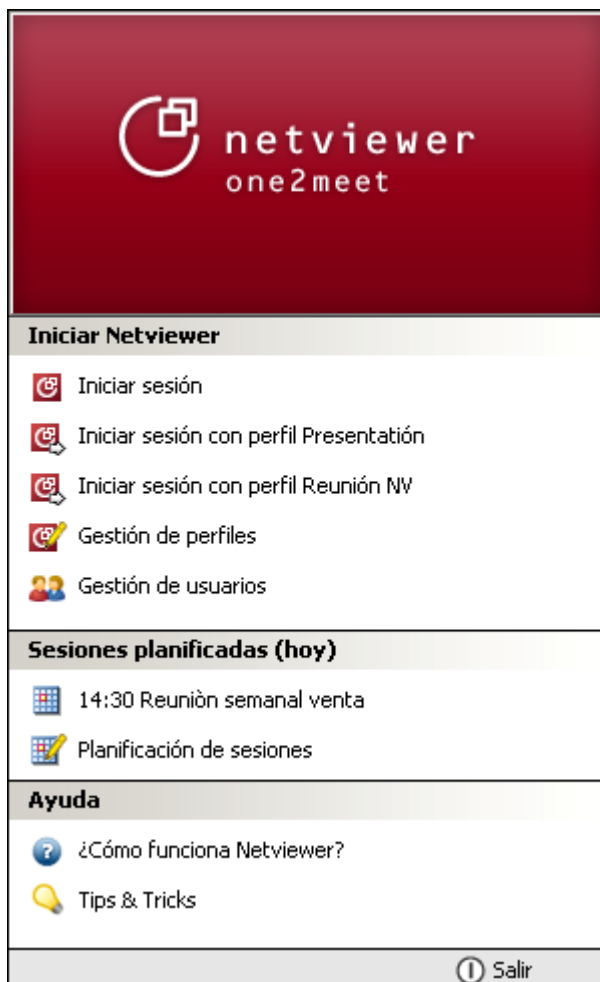 netviewer
one2meet
Iniciar Netviewer
Iniciar sesión
Iniciar sesión con perfil Presentatión
Iniciar sesión con perfil Reunión NV
Gestión de perfiles
Gestión de usuarios
Sesiones planificadas (hoy)
14:30 Reuniòn semanal venta
Planificación de sesiones
Ayuda
¿Cómo funciona Netviewer?
Tips & Tricks
Salir